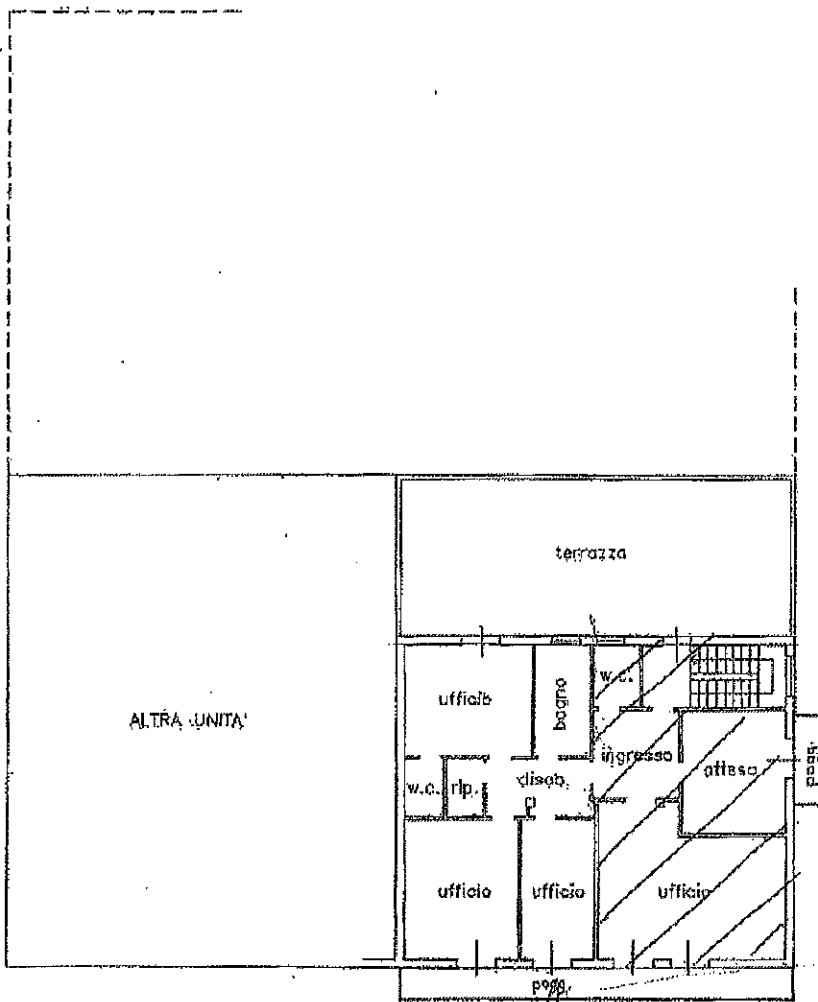 terrazza
w.c.
ufficio
bagno
ALTRA UNITA'
ingresso
attesa
pogg.
w.c.
rip.
disob.
ufficio
ufficio
ufficio
pogg.